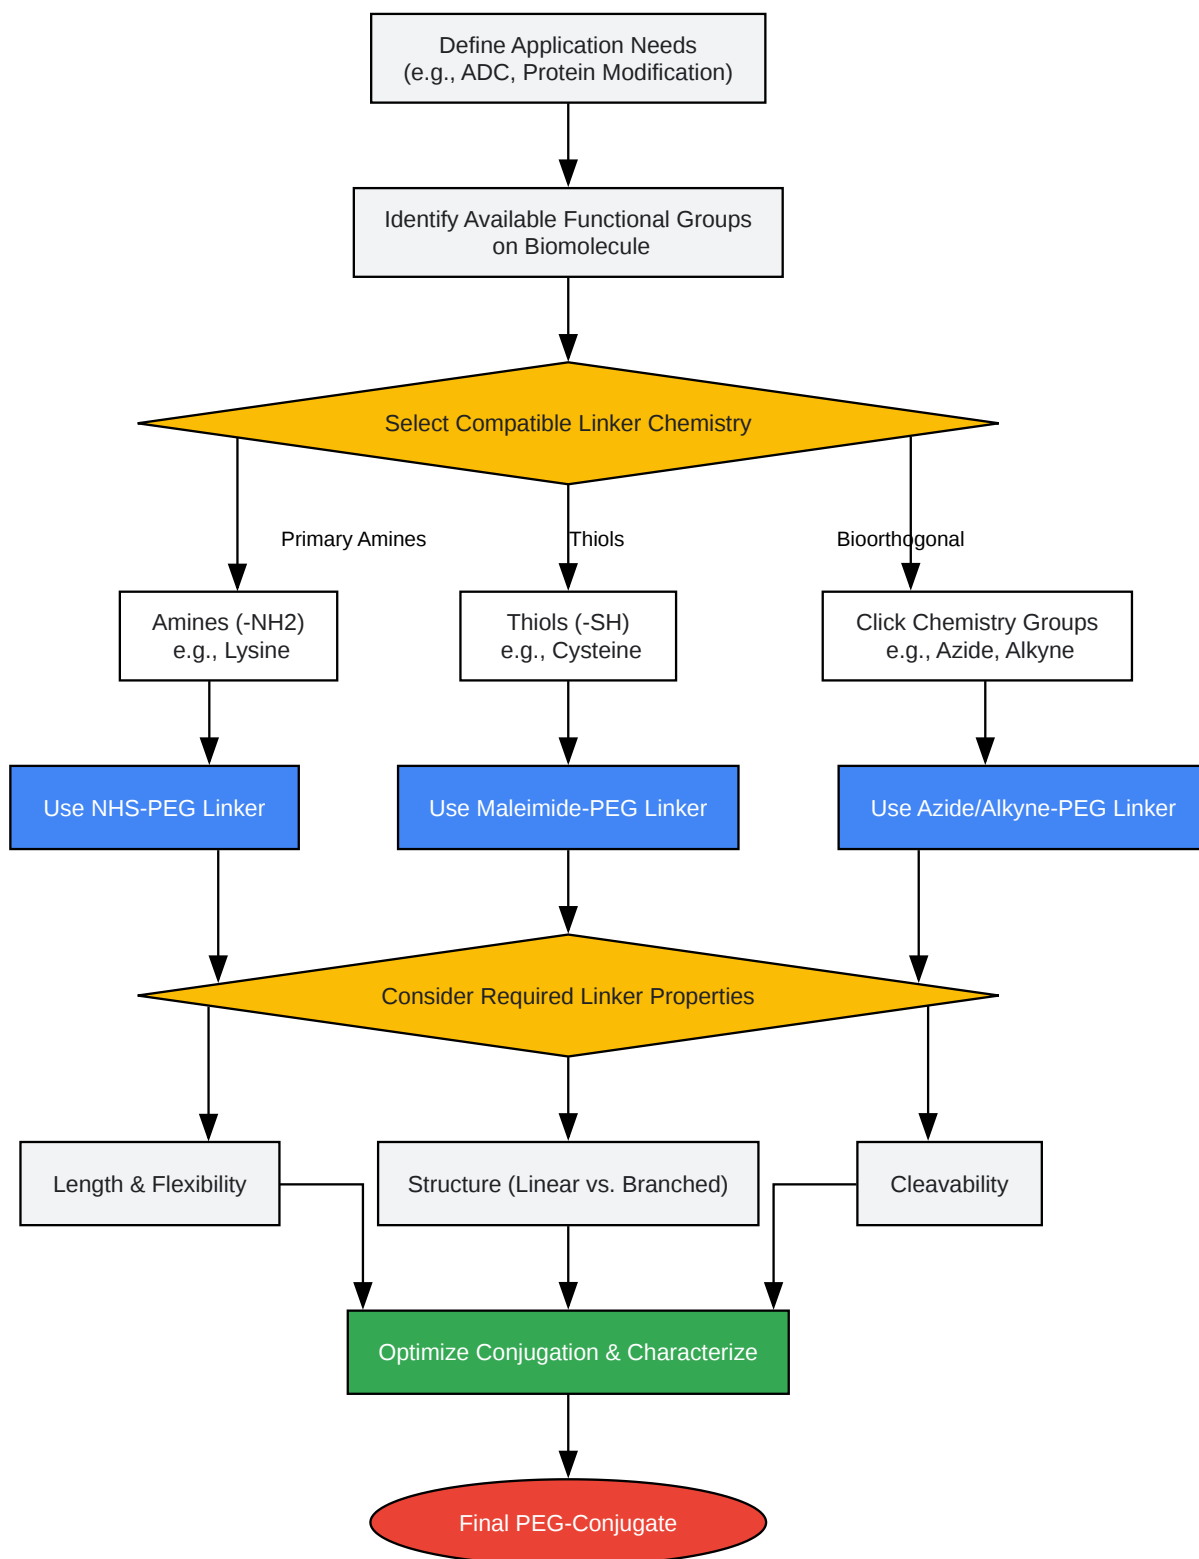 Define Application Needs
(e.g., ADC, Protein Modification)
Identify Available Functional Groups
on Biomolecule
Select Compatible Linker Chemistry
Primary Amines
Thiols
Bioorthogonal
Amines (-NH2)
e.g., Lysine
Thiols (-SH)
e.g., Cysteine
Click Chemistry Groups
e.g., Azide, Alkyne
Use NHS-PEG Linker
Use Maleimide-PEG Linker
Use Azide/Alkyne-PEG Linker
Consider Required Linker Properties
Length & Flexibility
Structure (Linear vs. Branched)
Cleavability
Optimize Conjugation & Characterize
Final PEG-Conjugate